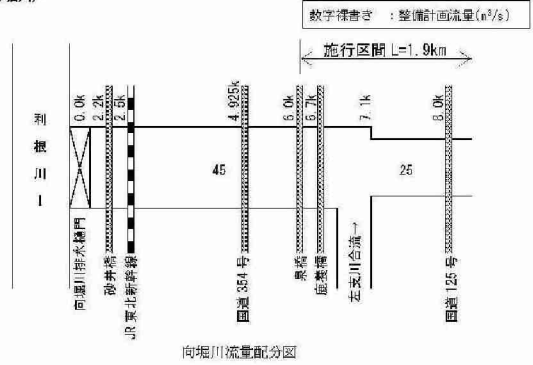 数字裸書き :整備計画流量(m³/s)
施行区間 L=1.9km
0.0k
2.2k
2.5k
4.925k
6.0k
6.7k
7.1k
8.0k
利根川→
45
25
向堀川排水樋門
砂井橋
JR東北新幹線
国道354号
泉橋
鹿養橋
左支川合流→
国道125号
向堀川流量配分図